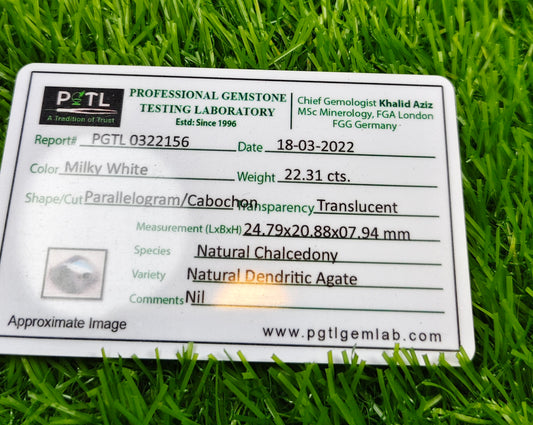 PGTL
A Tradition of Trust
PROFESSIONAL GEMSTONE
TESTING LABORATORY
Estd: Since 1996
Chief Gemologist Khalid Aziz
MSc Minerology, FGA London
FGG Germany
Report# PGTL 0322156 Date 18-03-2022
Color Milky White Weight 22.31 cts.
Shape/Cut Parallelogram/Cabochon Transparency Translucent
Measurement (LxBxH) 24.79x20.88x07.94 mm
Species Natural Chalcedony
Variety Natural Dendritic Agate
Comments Nil
Approximate Image
www.pgtlgemlab.com